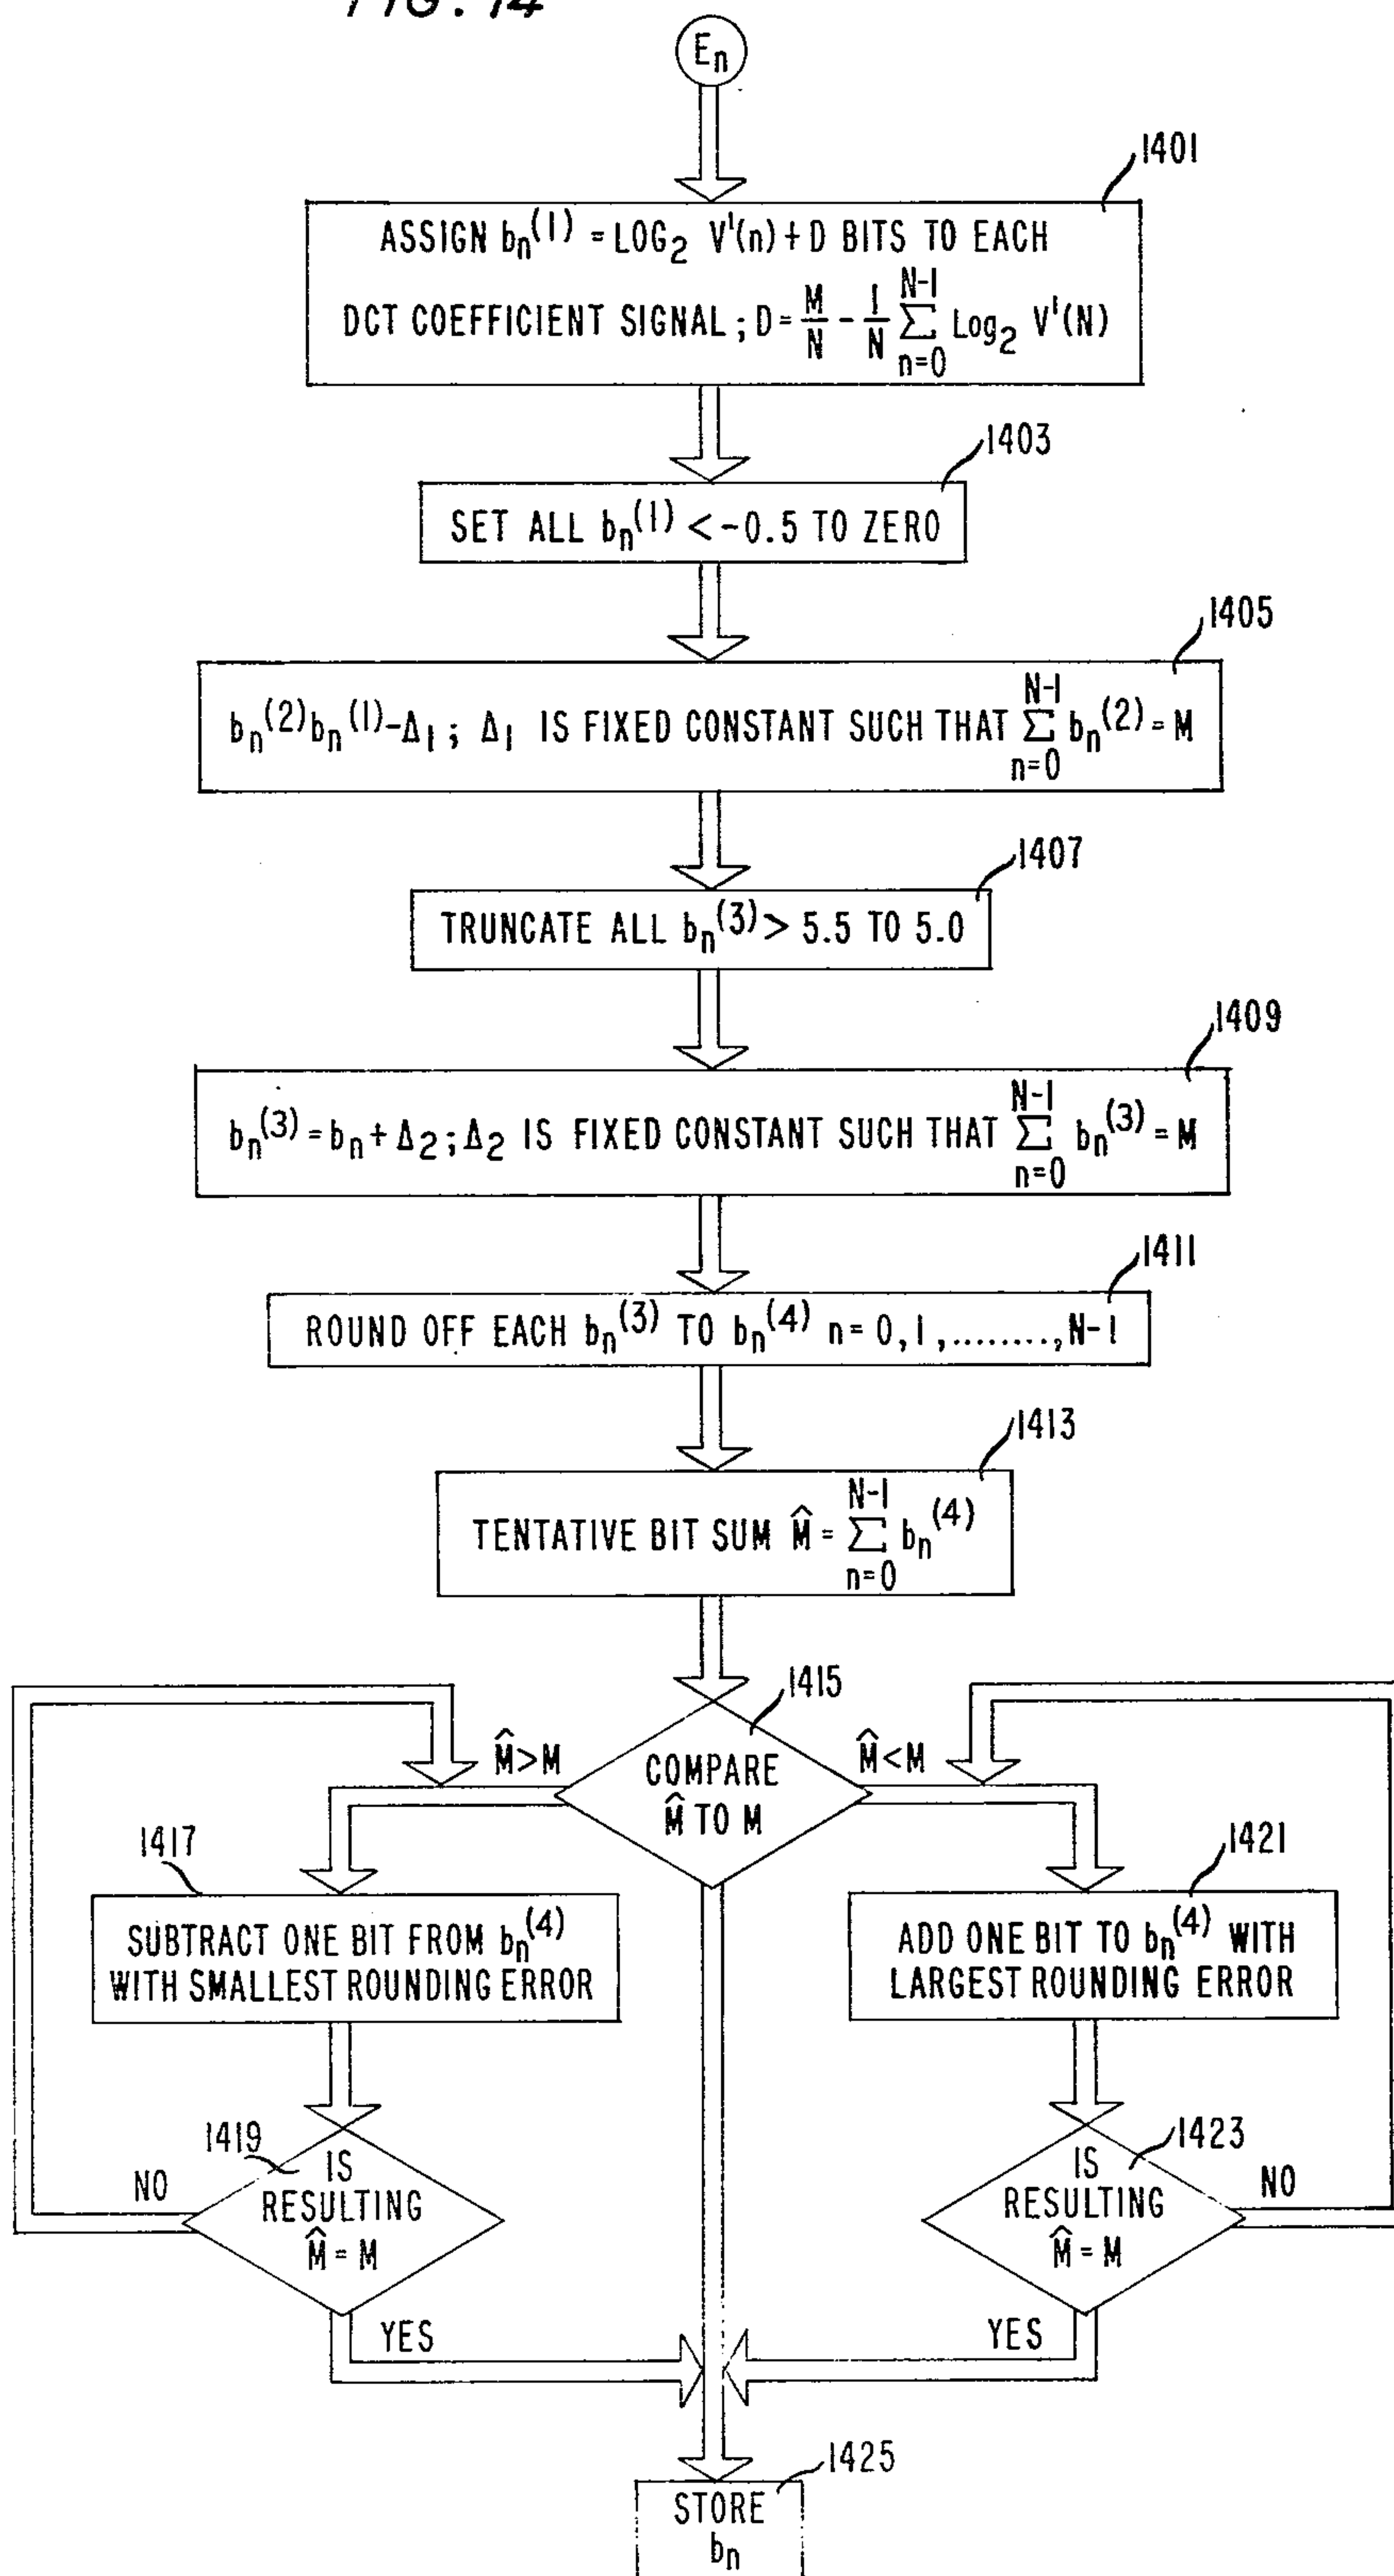 FIG. 14
Eₙ
1401
ASSIGN bₙ⁽¹⁾ = LOG₂ V'(n) + D BITS TO EACH
DCT COEFFICIENT SIGNAL ; D = M/N - 1/N N-1 Σ n=0 Log₂ V'(N)
1403
SET ALL bₙ⁽¹⁾ < -0.5 TO ZERO
1405
bₙ⁽²⁾bₙ⁽¹⁾-Δ₁ ; Δ₁ IS FIXED CONSTANT SUCH THAT N-1 Σ n=0 bₙ⁽²⁾ = M
1407
TRUNCATE ALL bₙ⁽³⁾ > 5.5 TO 5.0
1409
bₙ⁽³⁾ = bₙ + Δ₂ ; Δ₂ IS FIXED CONSTANT SUCH THAT N-1 Σ n=0 bₙ⁽³⁾ = M
1411
ROUND OFF EACH bₙ⁽³⁾ TO bₙ⁽⁴⁾ n = 0, 1 , ........, N-1
1413
TENTATIVE BIT SUM M̂ = N-1 Σ n=0 bₙ⁽⁴⁾
1415
M̂ > M
COMPARE
M̂ TO M
M̂ < M
1417
SUBTRACT ONE BIT FROM bₙ⁽⁴⁾
WITH SMALLEST ROUNDING ERROR
1421
ADD ONE BIT TO bₙ⁽⁴⁾ WITH
LARGEST ROUNDING ERROR
1419
IS
RESULTING
M̂ = M
NO
YES
1423
IS
RESULTING
M̂ = M
NO
YES
1425
STORE
bₙ